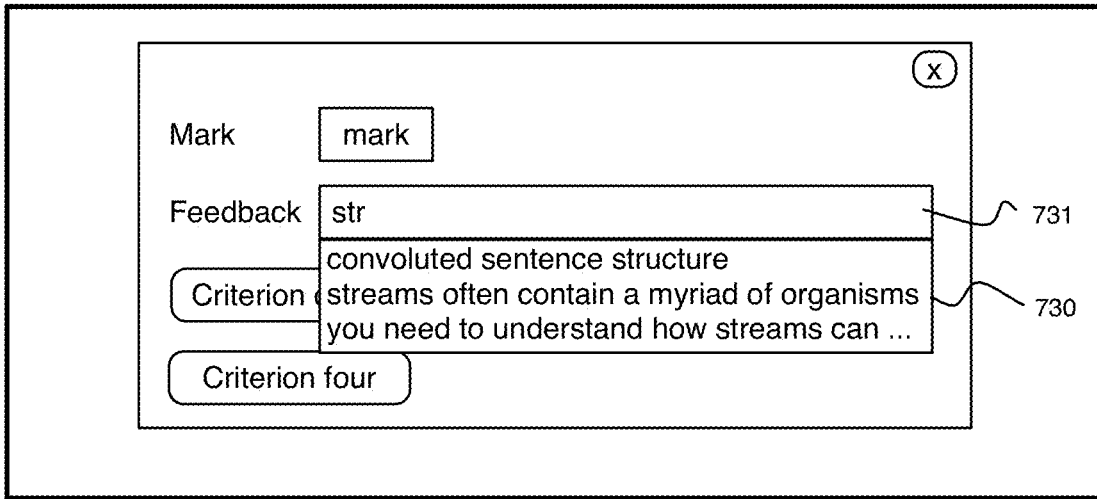 x
Mark mark
Feedback str 731
convoluted sentence structure
Criterion streams often contain a myriad of organisms 730
you need to understand how streams can ...
Criterion four